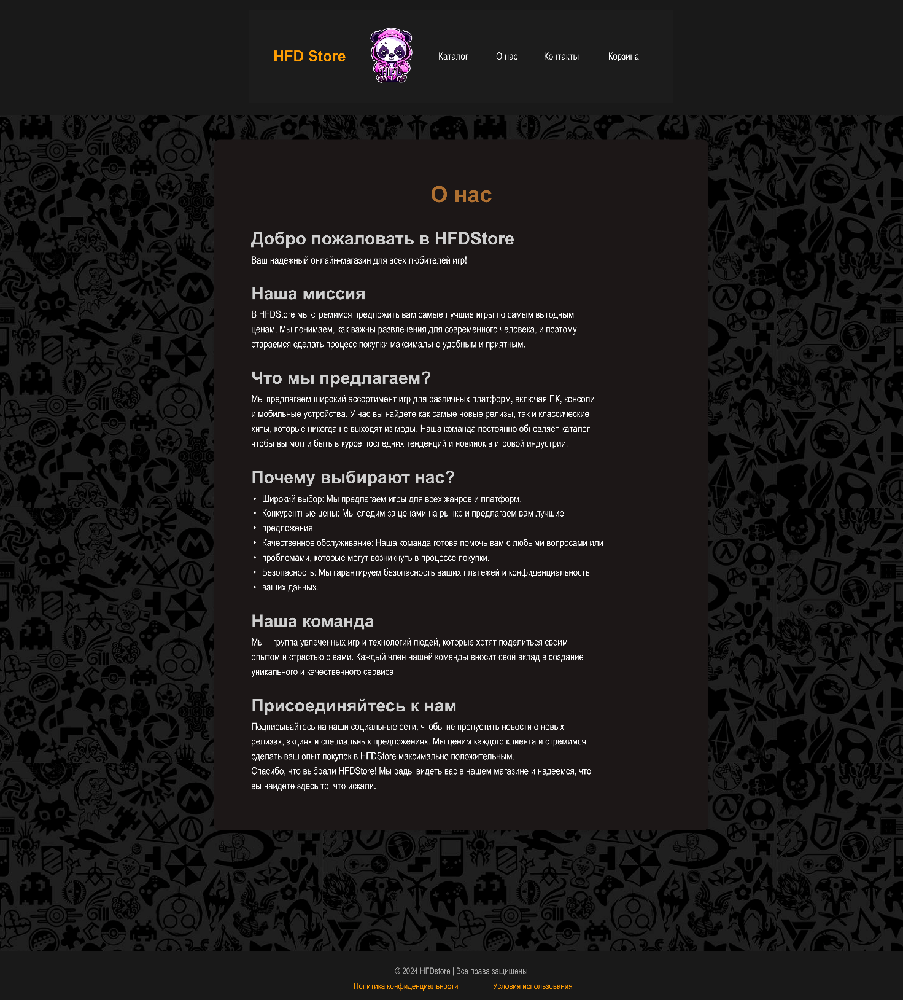 HFD Store
HFD
Каталог
О нас
Контакты
Корзина
О нас
Добро пожаловать в HFDStore
Ваш надежный онлайн-магазин для всех любителей игр!
Наша миссия
В HFDStore мы стремимся предложить вам самые лучшие игры по самым выгодным
ценам. Мы понимаем, как важны развлечения для современного человека, и поэтому
стараемся сделать процесс покупки максимально удобным и приятным.
Что мы предлагаем?
Мы предлагаем широкий ассортимент игр для различных платформ, включая ПК, консоли
и мобильные устройства. У нас вы найдете как самые новые релизы, так и классические
хиты, которые никогда не выходят из моды. Наша команда постоянно обновляет каталог,
чтобы вы могли быть в курсе последних тенденций и новинок в игровой индустрии.
Почему выбирают нас?
• Широкий выбор: Мы предлагаем игры для всех жанров и платформ.
• Конкурентные цены: Мы следим за ценами на рынке и предлагаем вам лучшие
• предложения.
• Качественное обслуживание: Наша команда готова помочь вам с любыми вопросами или
• проблемами, которые могут возникнуть в процессе покупки.
• Безопасность: Мы гарантируем безопасность ваших платежей и конфиденциальность
• ваших данных.
Наша команда
Мы – группа увлеченных игр и технологий людей, которые хотят поделиться своим
опытом и страстью с вами. Каждый член нашей команды вносит свой вклад в создание
уникального и качественного сервиса.
Присоединяйтесь к нам
Подписывайтесь на наши социальные сети, чтобы не пропустить новости о новых
релизах, акциях и специальных предложениях. Мы ценим каждого клиента и стремимся
сделать ваш опыт покупок в HFDStore максимально положительным.
Спасибо, что выбрали HFDStore! Мы рады видеть вас в нашем магазине и надеемся, что
вы найдете здесь то, что искали.
© 2024 HFDstore | Все права защищены
Политика конфиденциальности
Условия использования